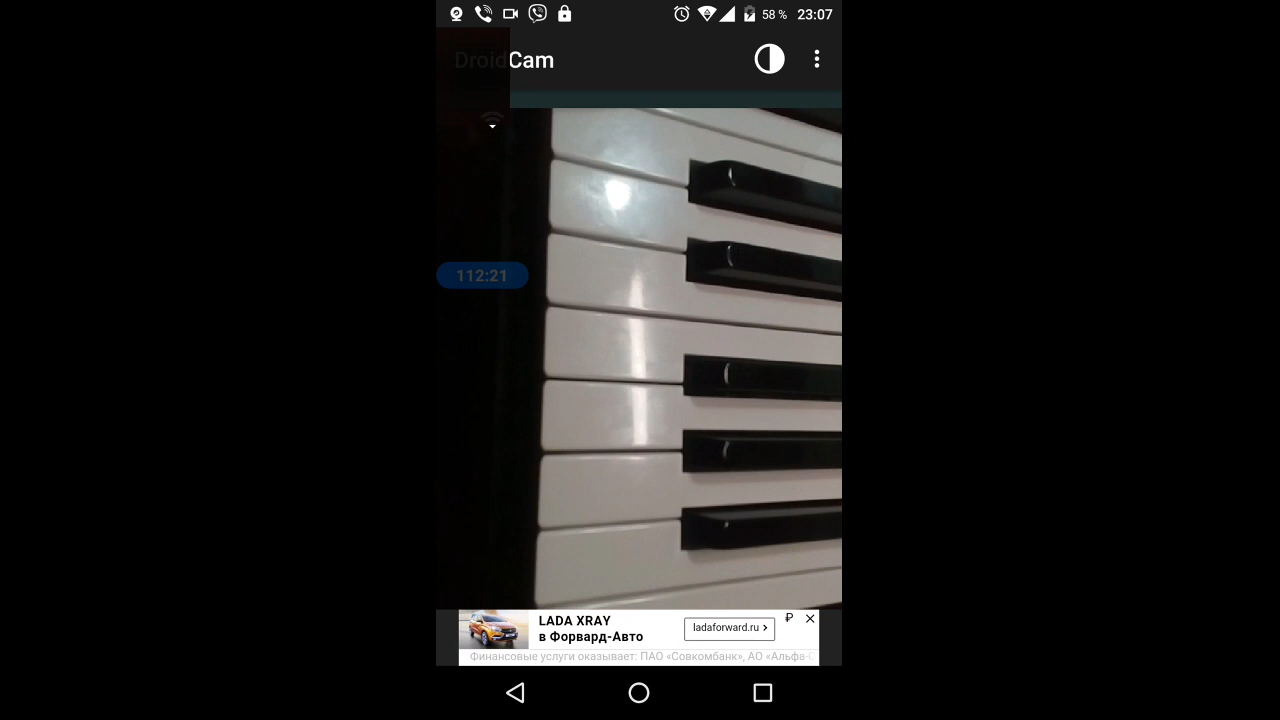 58 % 23:07
DroidCam
112:21
LADA XRAY
в Форвард-Авто
ladaforward.ru
Финансовые услуги оказывает: ПАО «Совкомбанк», АО «Альфа-